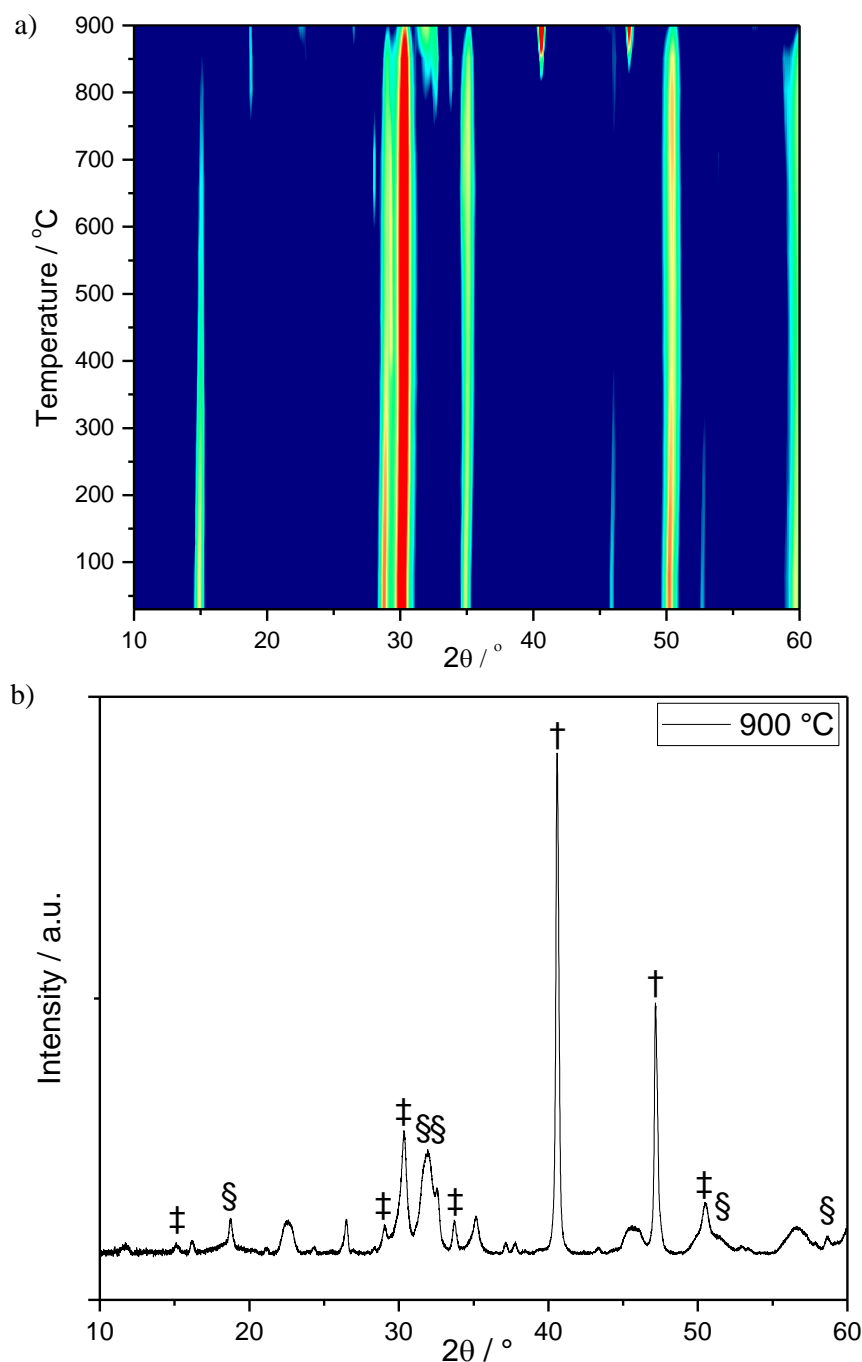 a)
900
800
700
600
500
400
300
200
100
Temperature / °C
10 20 30 40 50 60
2θ / °
b)
900 °C
†
†
‡
§§
‡ § ‡ ‡ ‡ § §
Intensity / a.u.
10 20 30 40 50 60
2θ / °